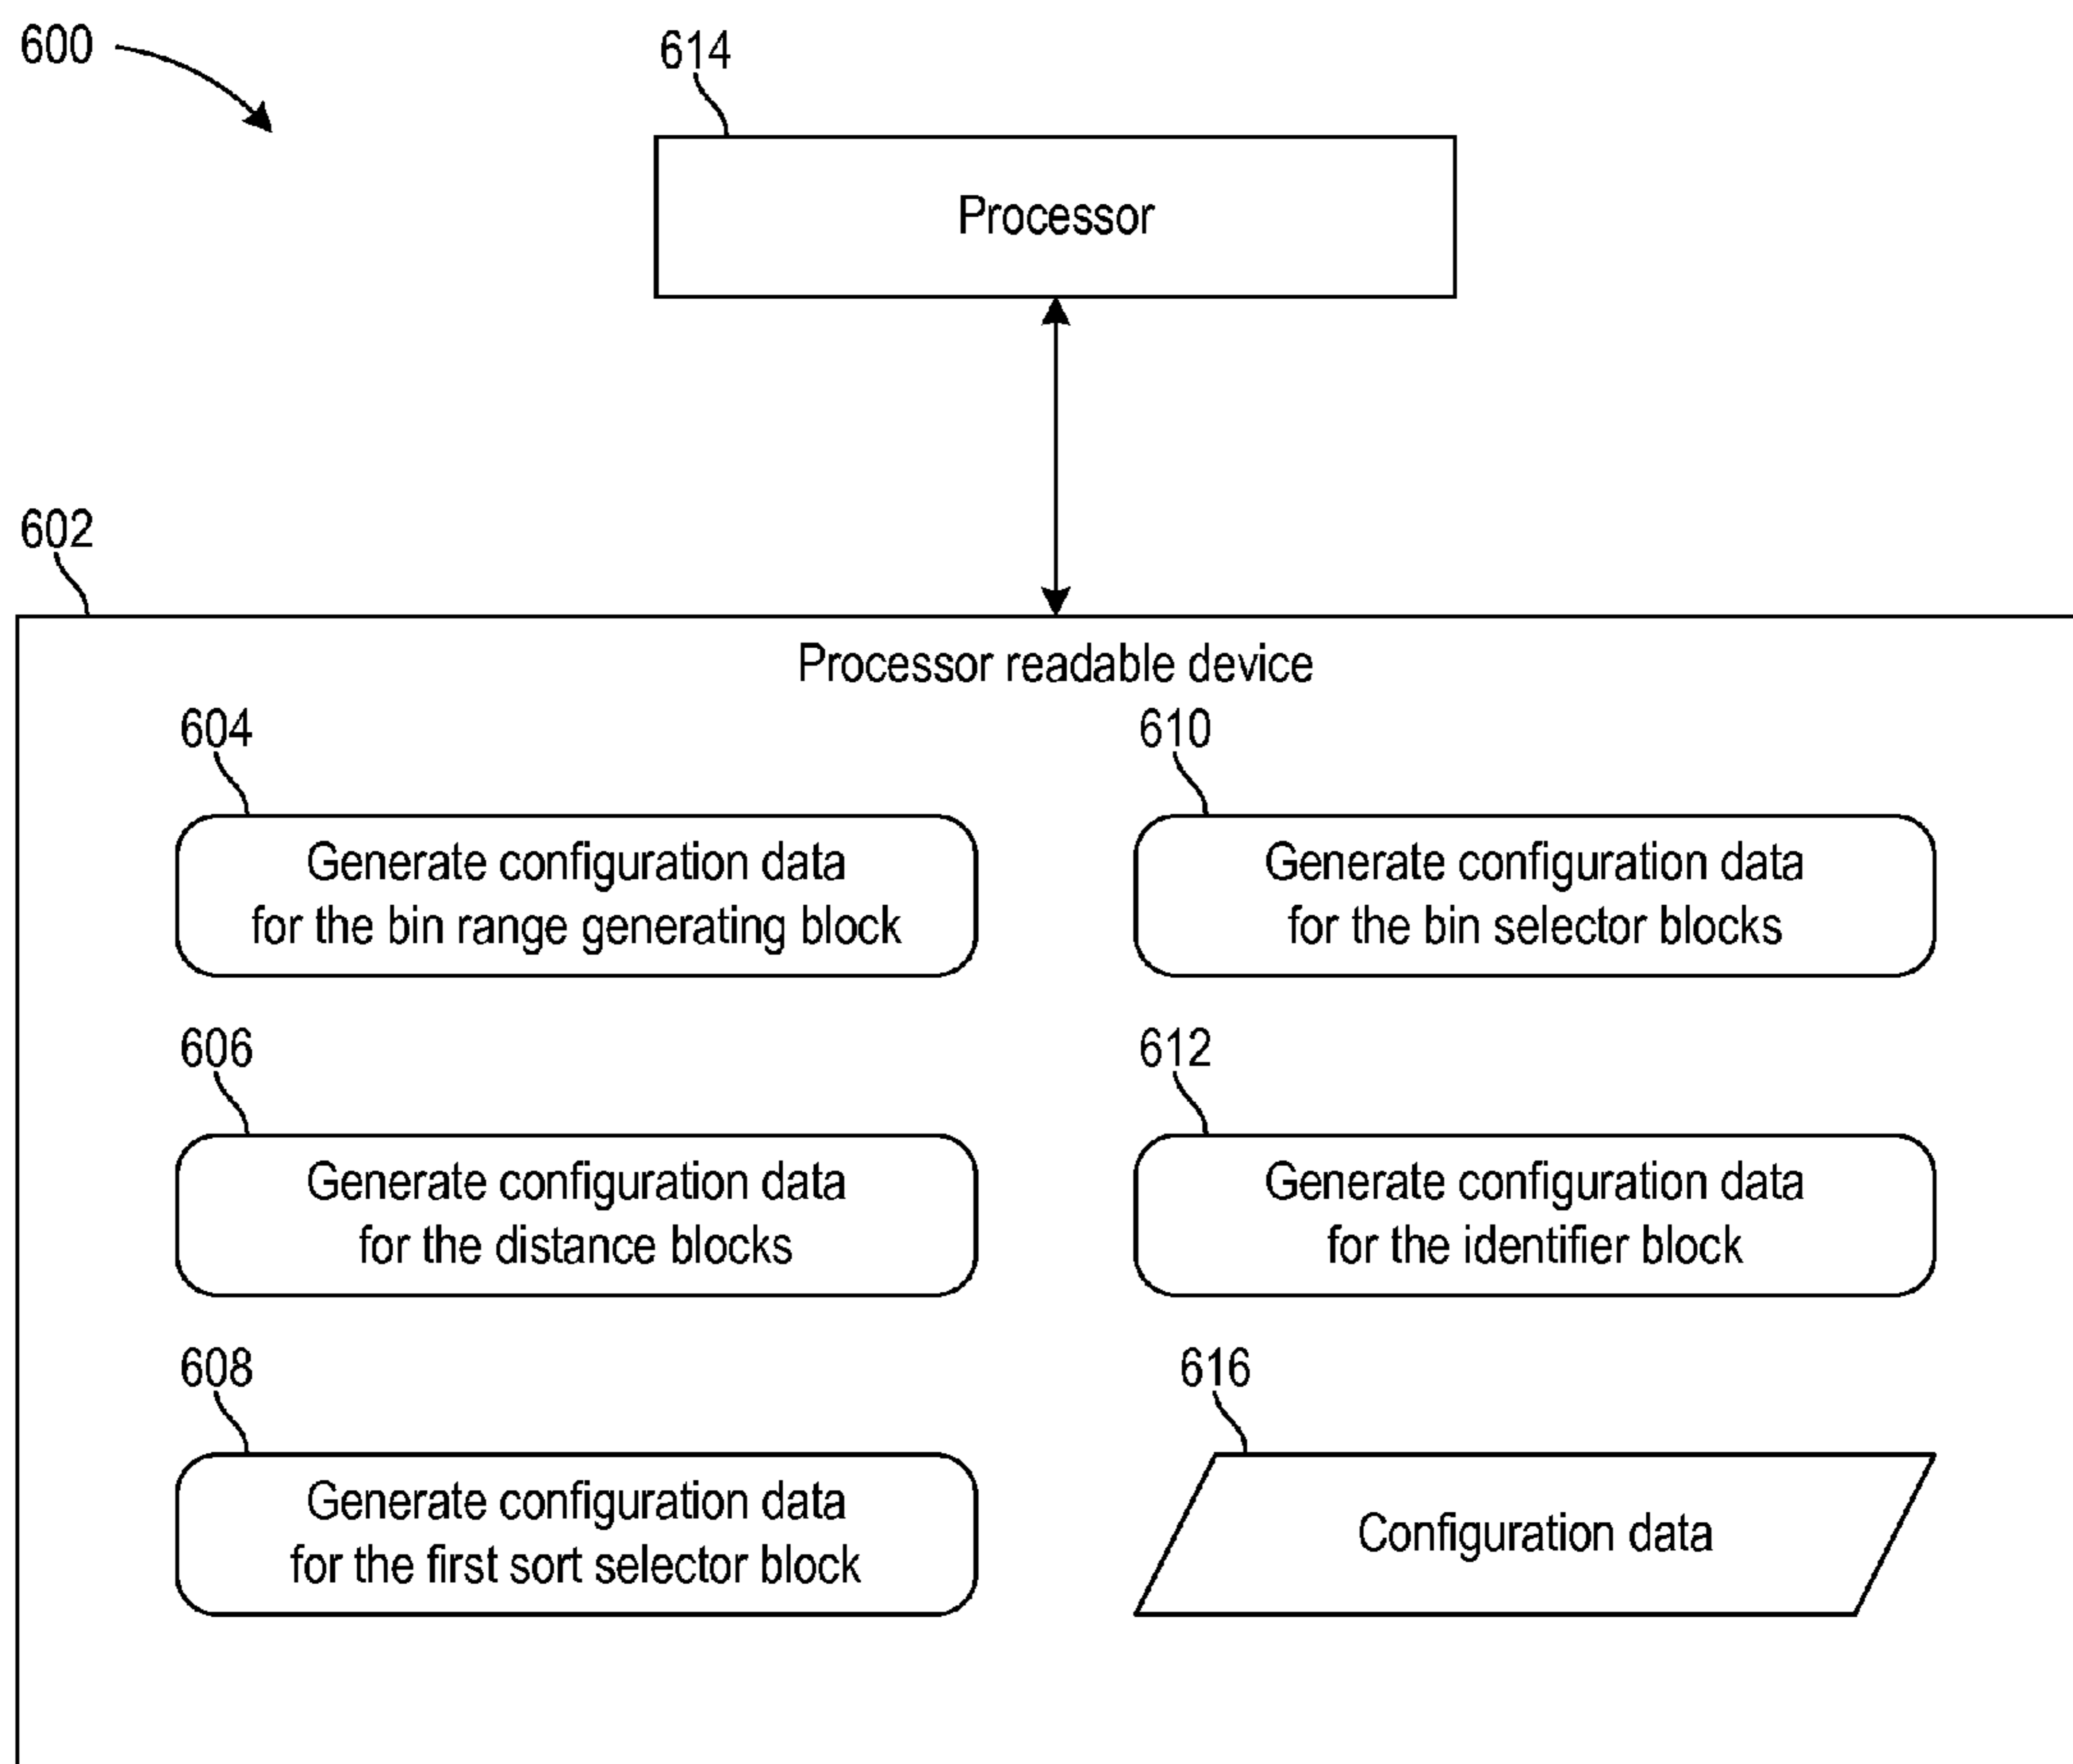 600
614
Processor
602
Processor readable device
604
Generate configuration data
for the bin range generating block
610
Generate configuration data
for the bin selector blocks
606
Generate configuration data
for the distance blocks
612
Generate configuration data
for the identifier block
608
Generate configuration data
for the first sort selector block
616
Configuration data